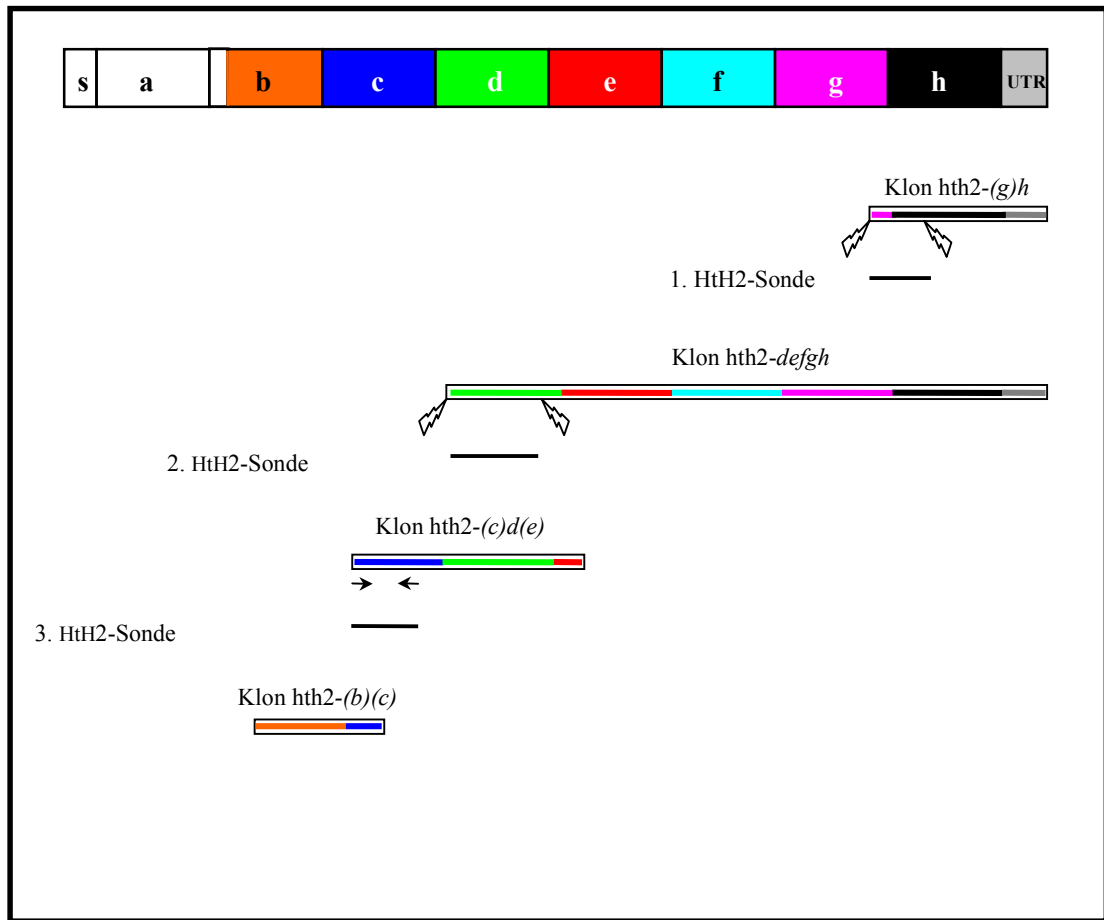 s a b c d e f g h UTR
Klon hth2-(g)h
1. HtH2-Sonde
Klon hth2-defgh
2. HtH2-Sonde
Klon hth2-(c)d(e)
3. HtH2-Sonde
Klon hth2-(b)(c)